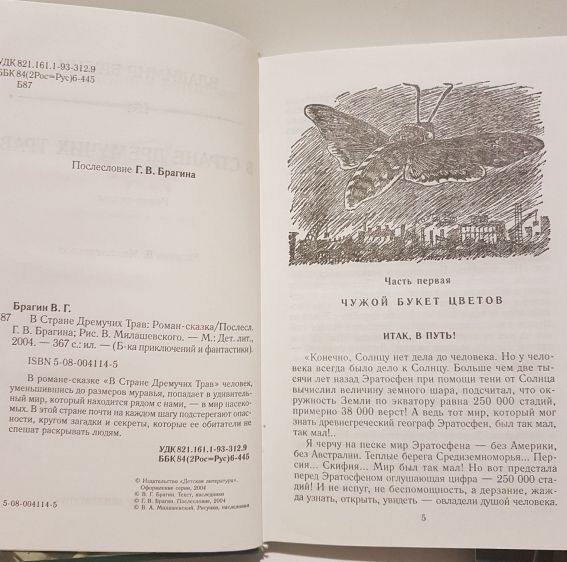 УДК 821.161.1-93-312.9
ББК 84(2Рос=Рус)6-445
Б87
Послесловие Г. В. Брагина
Брагин В. Г.
87 В Стране Дремучих Трав: Роман-сказка/Послесл.
Г. В. Брагина; Рис. В. Милашевского. — М.: Дет. лит.,
2004. — 367 с.: ил. — (Б-ка приключений и фантастики).
ISBN 5-08-004114-5
В романе-сказке «В Стране Дремучих Трав» человек,
уменьшившись до размеров муравья, попадает в удивитель-
ный мир, который находится рядом с нами, — в мир насеко-
мых. В этой стране почти на каждом шагу подстерегают опас-
ности, кругом загадки и секреты, которые ее обитатели не
спешат раскрывать людям.
УДК 821.161.1-93-312.9
ББК 84(2Рос-Рус)6-445
© Издательство «Детская литература».
Оформление серии, 2004
© В. Г. Брагин. Текст, наследники
© Г. В. Брагин. Послесловие, 2004
© В. А. Милашевский. Рисунки, наследники
5-08-004114-5
Часть первая
ЧУЖОЙ БУКЕТ ЦВЕТОВ
ИТАК, В ПУТЬ!
«Конечно, Солнцу нет дела до человека. Но у чело-
века всегда было дело к Солнцу. Больше чем две ты-
сячи лет назад Эратосфен при помощи тени от Солнца
вычислил величину земного шара, подсчитал, что ок-
ружность Земли по экватору равна 250 000 стадий,
примерно 38 000 верст! А ведь тот мир, который мог
знать древнегреческий географ Эратосфен, был так мал,
так мал!..
Я черчу на песке мир Эратосфена — без Америки,
без Австралии. Теплые берега Средиземноморья... Пер-
сия... Скифия... Мир был так мал! Но вот предстала
перед Эратосфеном оглушающая цифра — 250 000 ста-
дий! И не испуг, не беспомощность, а дерзание, жаж-
да узнать, открыть, увидеть — овладели душой человека.
5